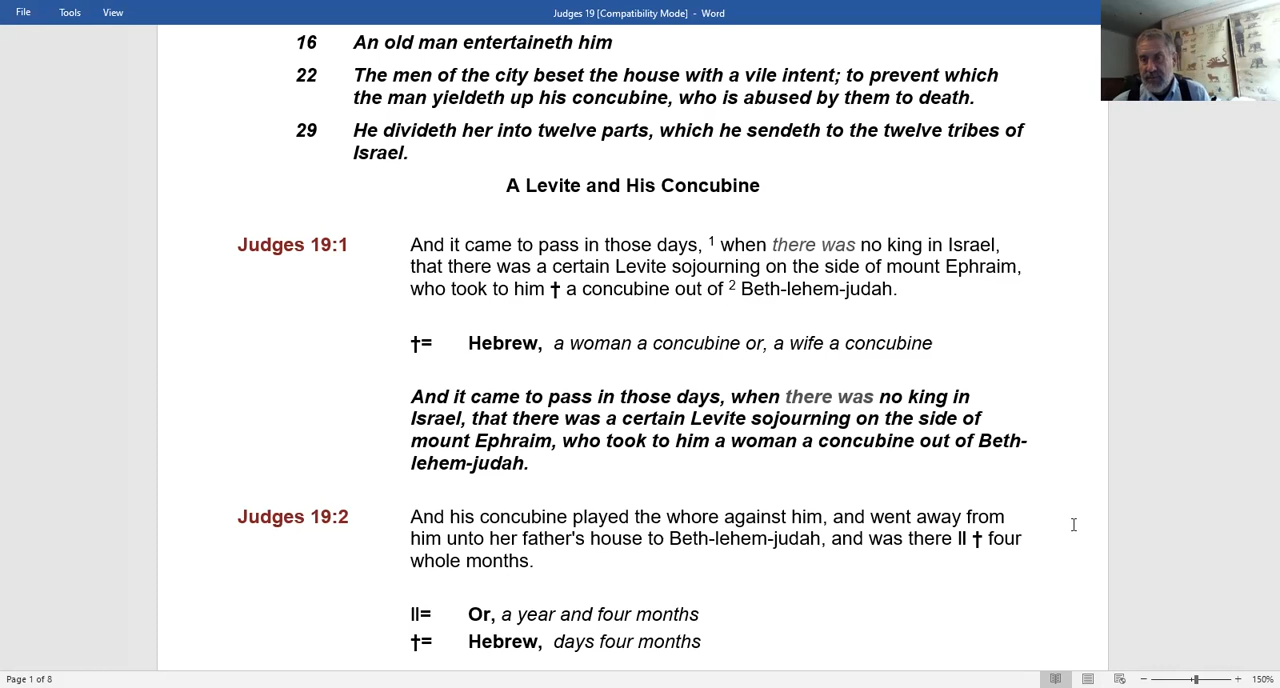 File Tools View Judges 19 [Compatibility Mode] - Word
16 An old man entertaineth him
22 The men of the city beset the house with a vile intent; to prevent which
the man yieldeth up his concubine, who is abused by them to death.
29 He divideth her into twelve parts, which he sendeth to the twelve tribes of
Israel.
A Levite and His Concubine
Judges 19:1 And it came to pass in those days, 1 when there was no king in Israel,
that there was a certain Levite sojourning on the side of mount Ephraim,
who took to him † a concubine out of 2 Beth-lehem-judah.
†= Hebrew, a woman a concubine or, a wife a concubine
And it came to pass in those days, when there was no king in
Israel, that there was a certain Levite sojourning on the side of
mount Ephraim, who took to him a woman a concubine out of Beth-
lehem-judah.
Judges 19:2 And his concubine played the whore against him, and went away from
him unto her father's house to Beth-lehem-judah, and was there ll † four
whole months.
ll= Or, a year and four months
†= Hebrew, days four months
Page 1 of 8 150%